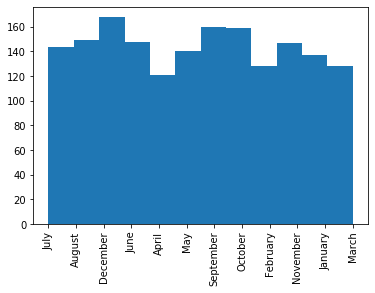 160
140
120
100
80
60
40
20
0
July
August
December
June
April
May
September
October
February
November
January
March